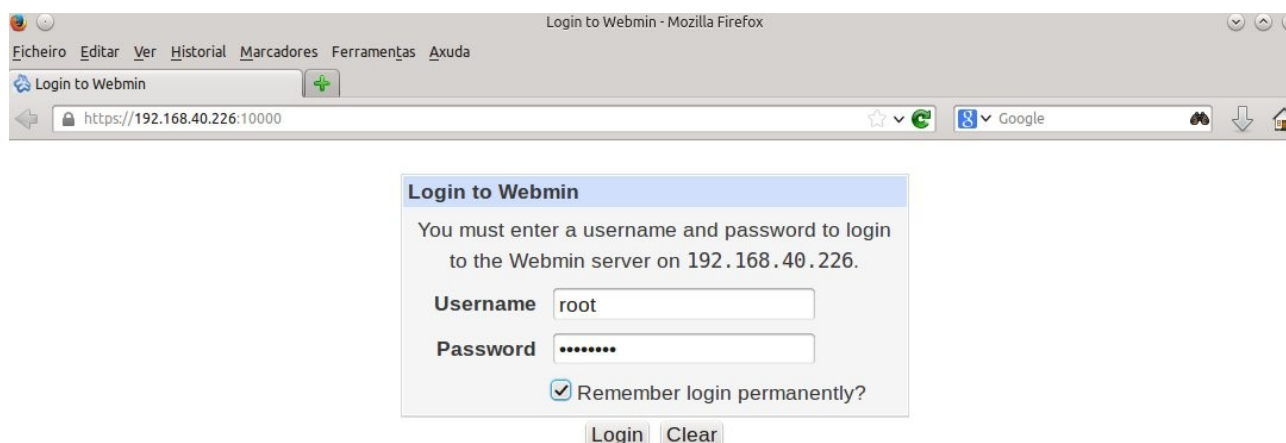 Login to Webmin - Mozilla Firefox
Ficheiro Editar Ver Historial Marcadores Ferramentas Axuda
Login to Webmin
https://192.168.40.226:10000
Google
Login to Webmin
You must enter a username and password to login
to the Webmin server on 192.168.40.226.
Username root
Password ••••••••
Remember login permanently?
Login Clear